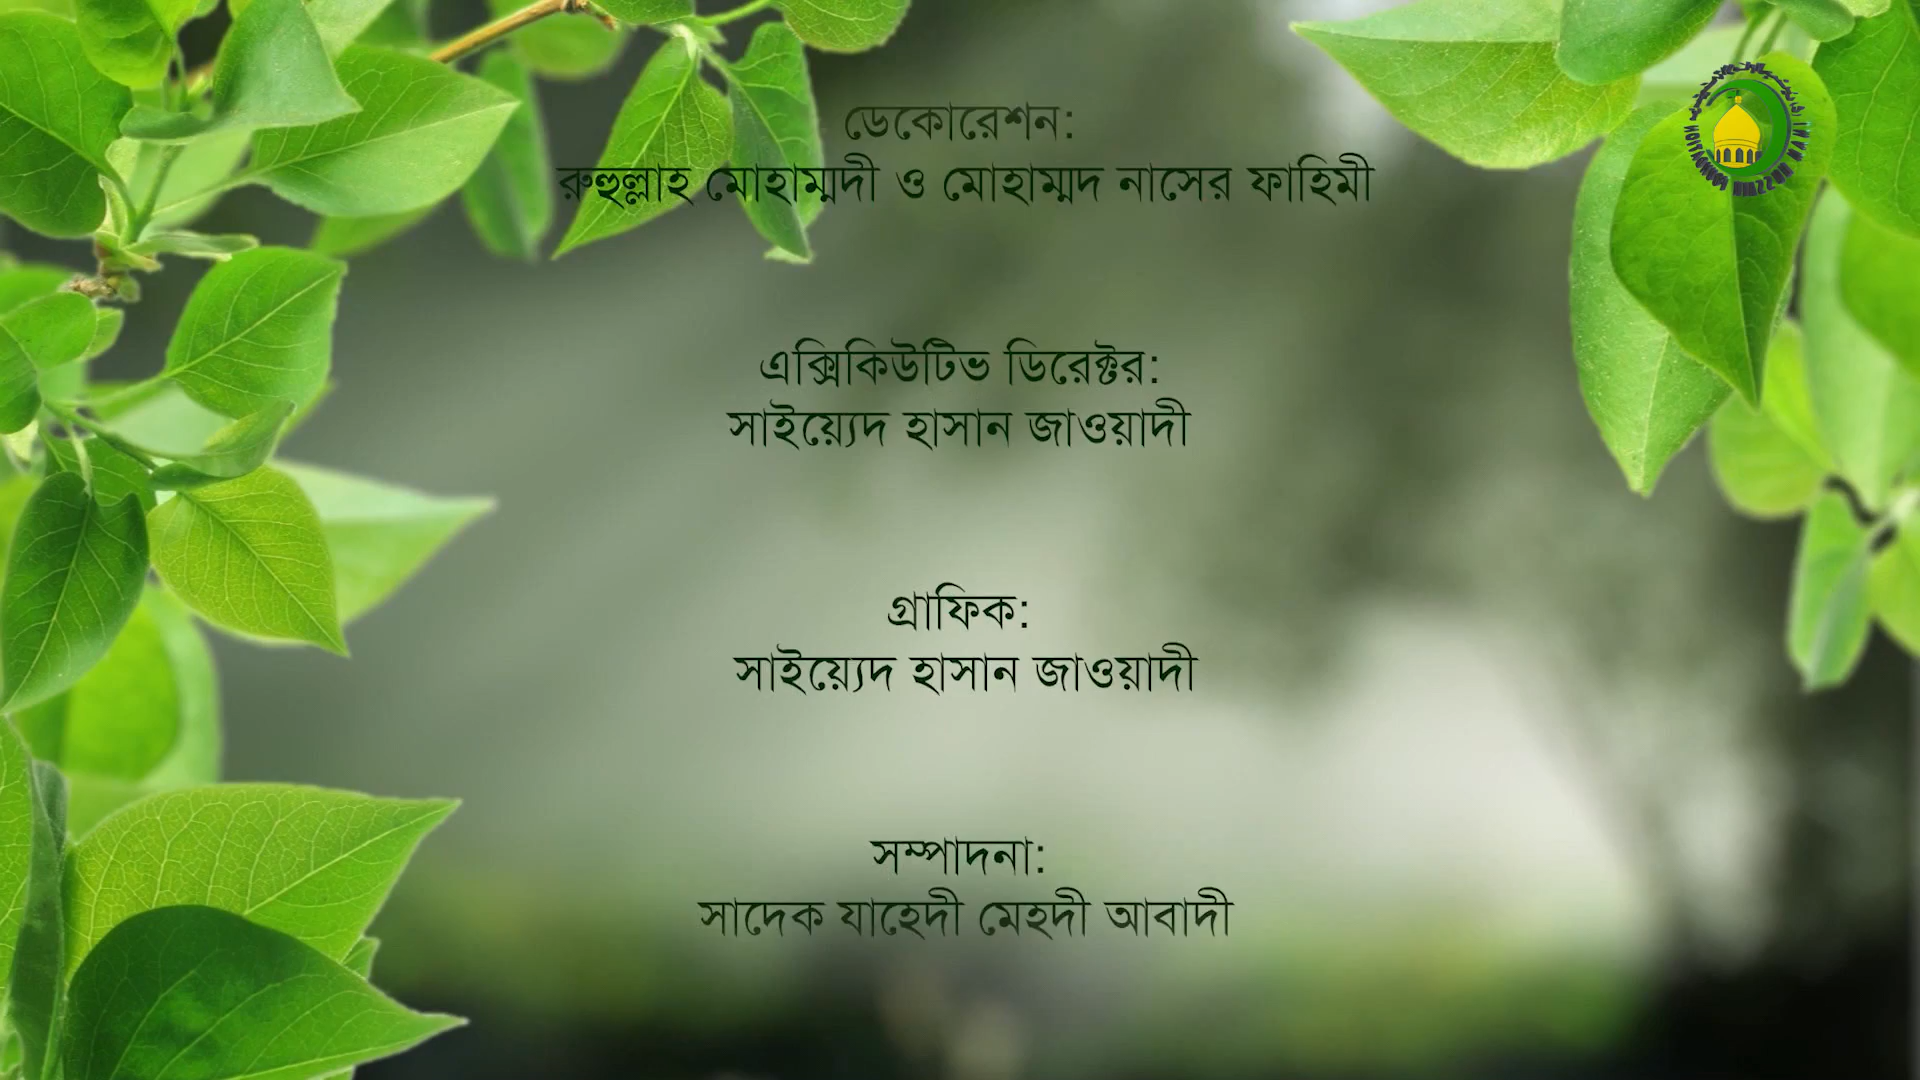 ডেকোরেশন:
রুহুল্লাহ মোহাম্মদী ও মোহাম্মদ নাসের ফাহিমী
এক্সিকিউটিভ ডিরেক্টর:
সাইয়্যেদ হাসান জাওয়াদী
গ্রাফিক:
সাইয়্যেদ হাসান জাওয়াদী
সম্পাদনা:
সাদেক যাহেদী মেহদী আবাদী